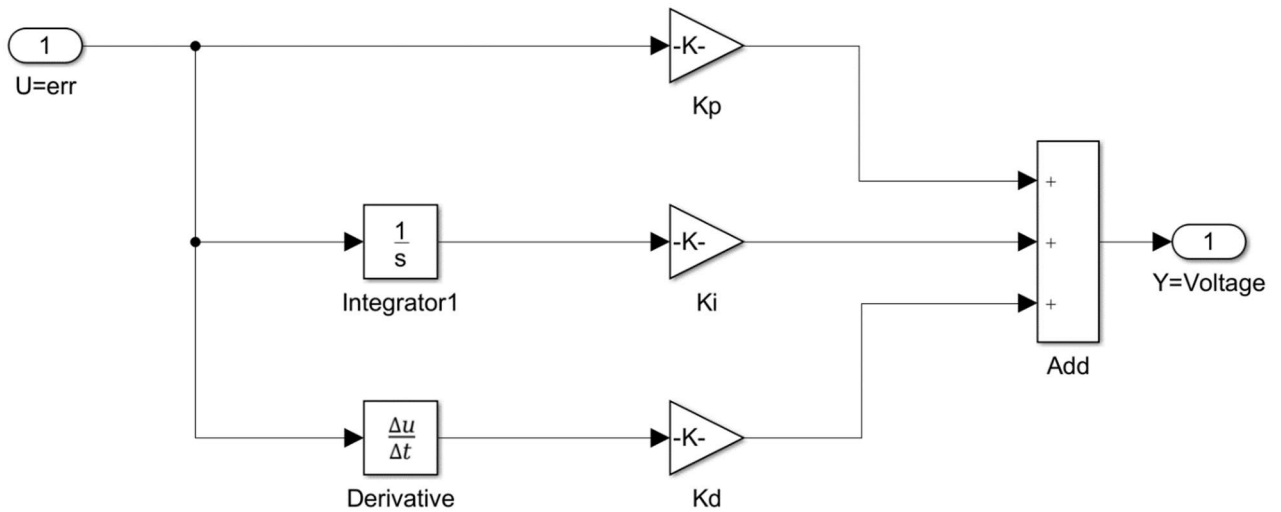 1
U=err
-K-
Kp
+
1
s
Integrator1
-K-
Ki
+
1
Y=Voltage
+
Add
Δu
Δt
Derivative
-K-
Kd